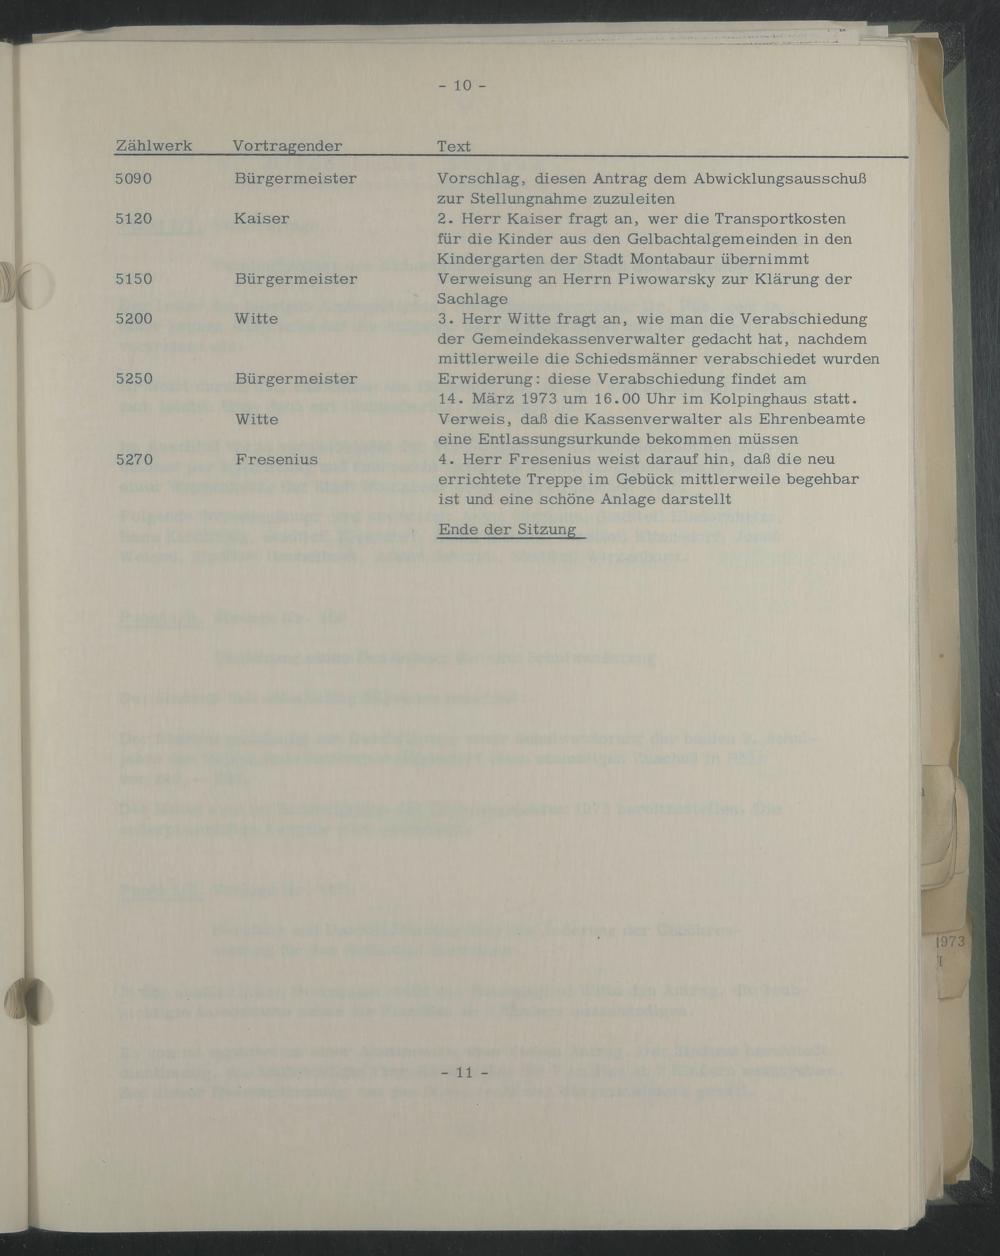 - 10 -
Zählwerk Vortragender Text
5090 Bürgermeister Vorschlag, diesen Antrag dem Abwicklungsausschuß
zur Stellungnahme zuzuleiten
5120 Kaiser 2. Herr Kaiser fragt an, wer die Transportkosten
für die Kinder aus den Gelbachtalgemeinden in den
Kindergarten der Stadt Montabaur übernimmt
5150 Bürgermeister Verweisung an Herrn Piwowarsky zur Klärung der
Sachlage
5200 Witte 3. Herr Witte fragt an, wie man die Verabschiedung
der Gemeindekassenverwalter gedacht hat, nachdem
mittlerweile die Schiedsmänner verabschiedet wurden
5250 Bürgermeister Erwiderung: diese Verabschiedung findet am
14. März 1973 um 16.00 Uhr im Kolpinghaus statt.
Witte Verweis, daß die Kassenverwalter als Ehrenbeamte
eine Entlassungsurkunde bekommen müssen
5270 Fresenius 4. Herr Fresenius weist darauf hin, daß die neu
errichtete Treppe im Gebück mittlerweile begehbar
ist und eine schöne Anlage darstellt
Ende der Sitzung
1973
- 11 -